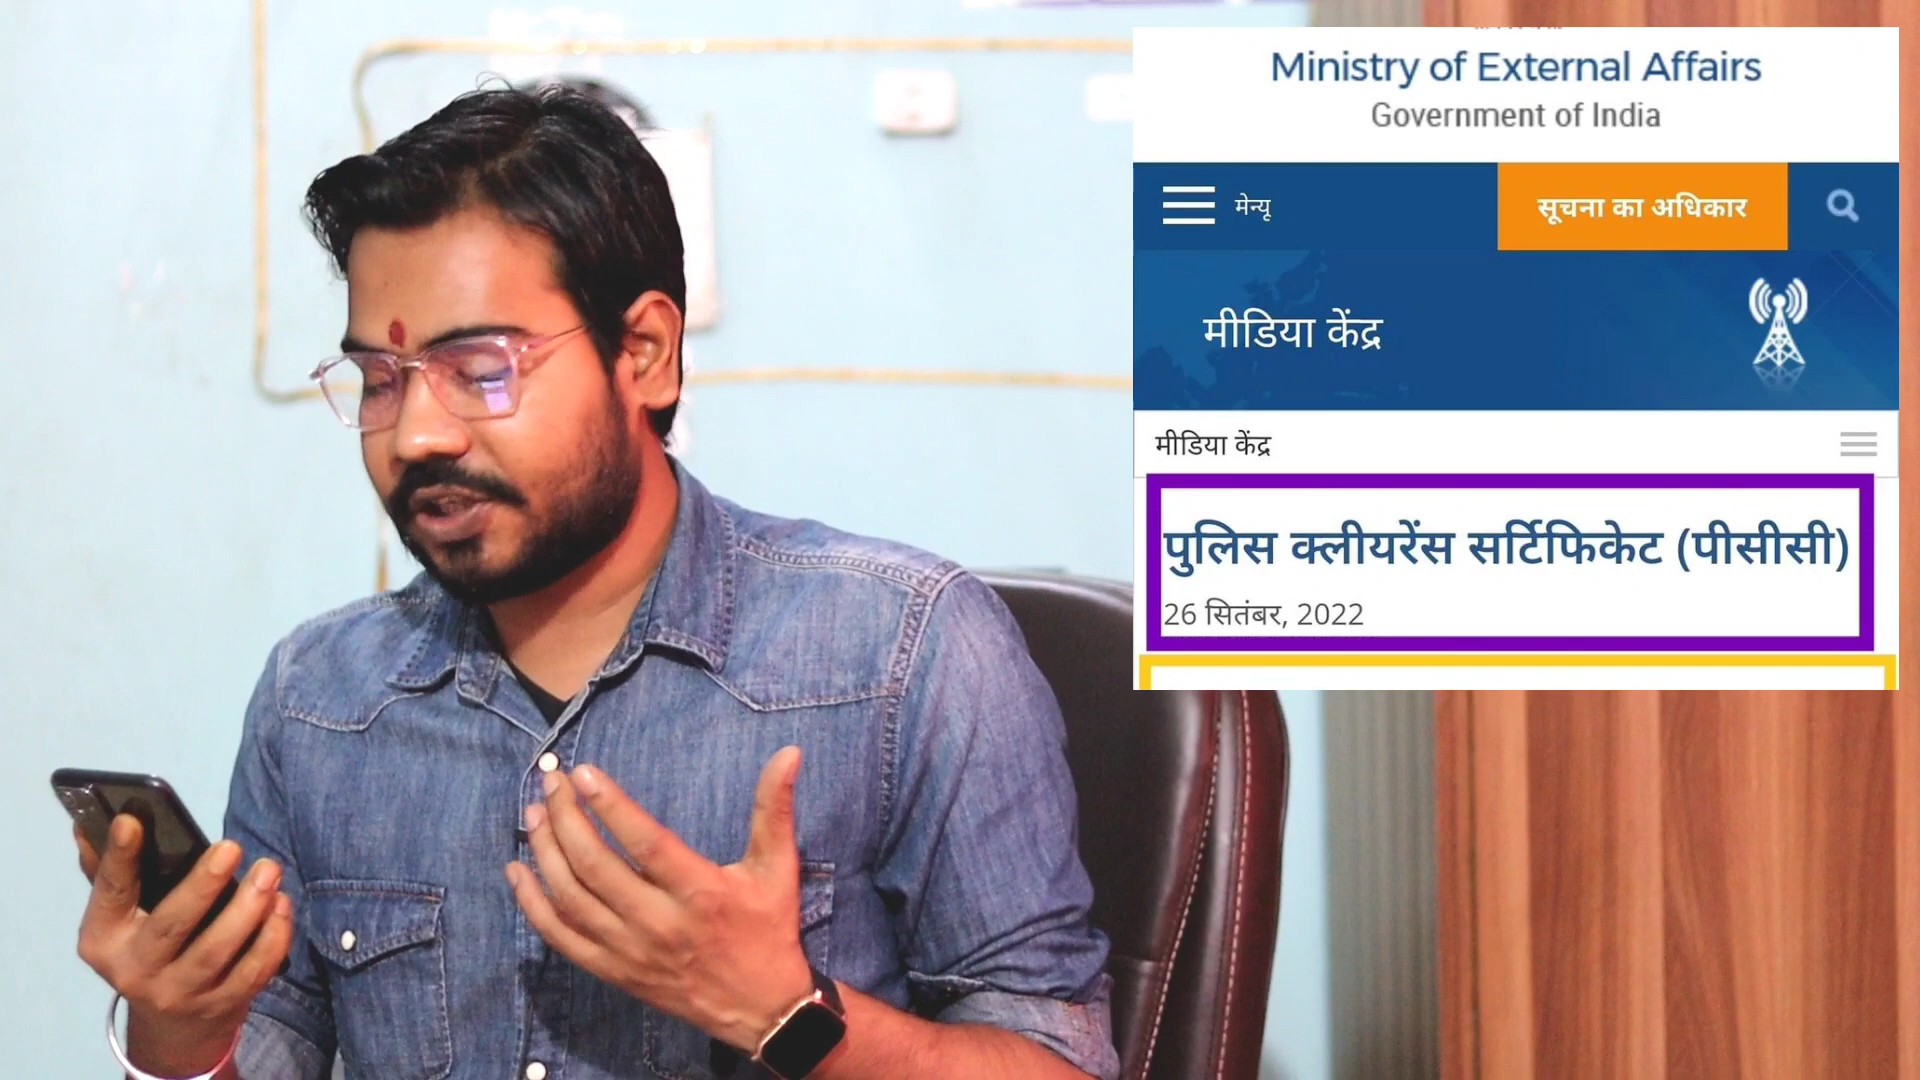 Ministry of External Affairs
Government of India
मेन्यू
सूचना का अधिकार
मीडिया केंद्र
मीडिया केंद्र
पुलिस क्लीयरेंस सर्टिफिकेट (पीसीसी)
26 सितंबर, 2022